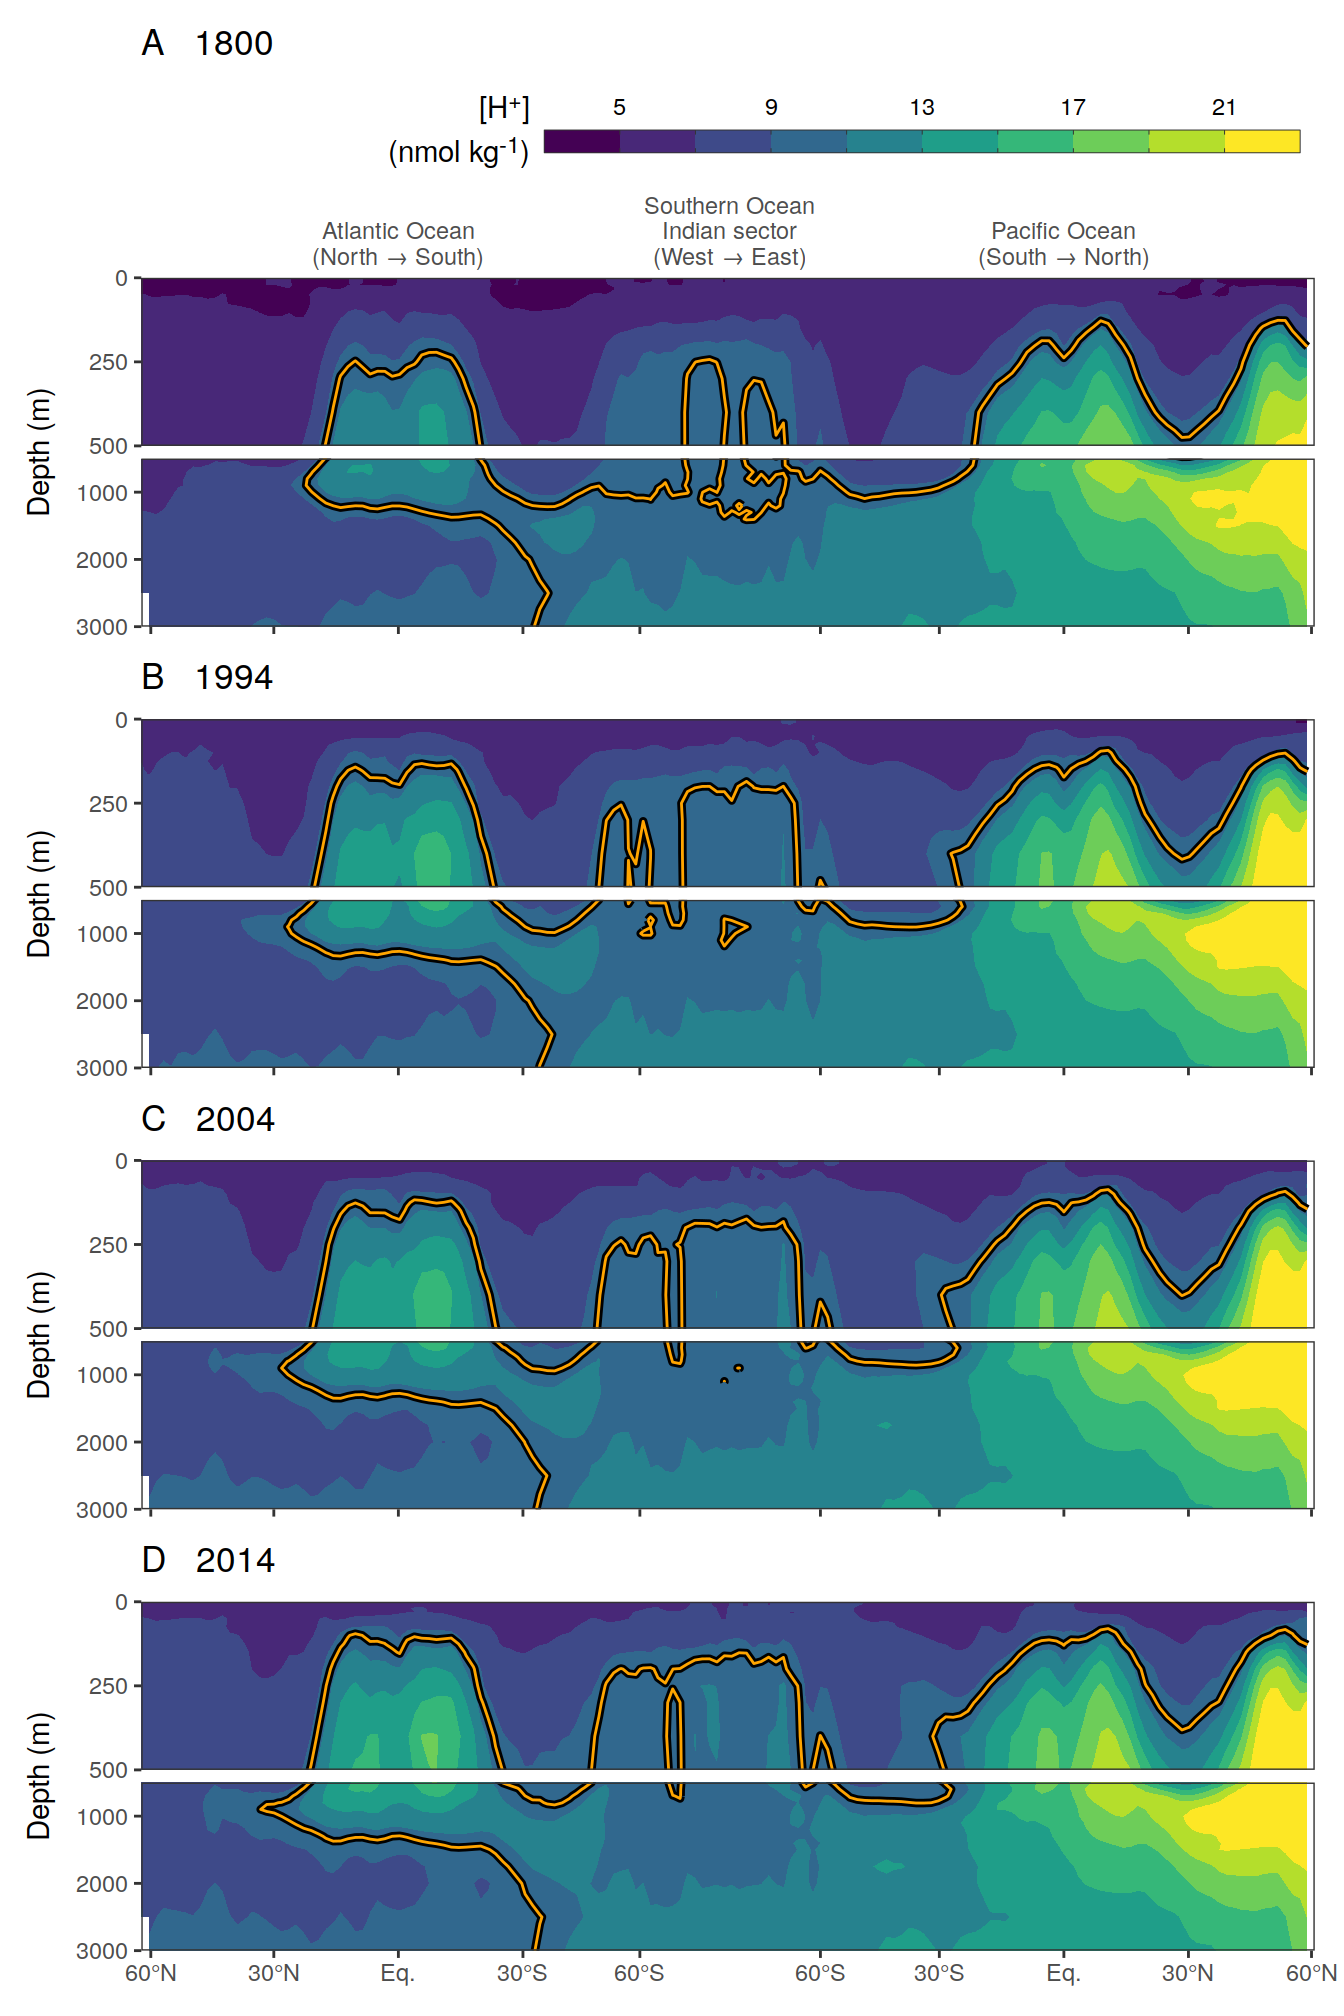 A 1800
[H⁺]
(nmol kg⁻¹)
5 9 13 17 21
Southern Ocean
Atlantic Ocean Indian sector Pacific Ocean
(North → South) (West → East) (South → North)
Depth (m)
0
250
500
1000
2000
3000
B 1994
Depth (m)
0
250
500
1000
2000
3000
C 2004
Depth (m)
0
250
500
1000
2000
3000
D 2014
Depth (m)
0
250
500
1000
2000
3000
60°N 30°N Eq. 30°S 60°S 60°S 30°S Eq. 30°N 60°N